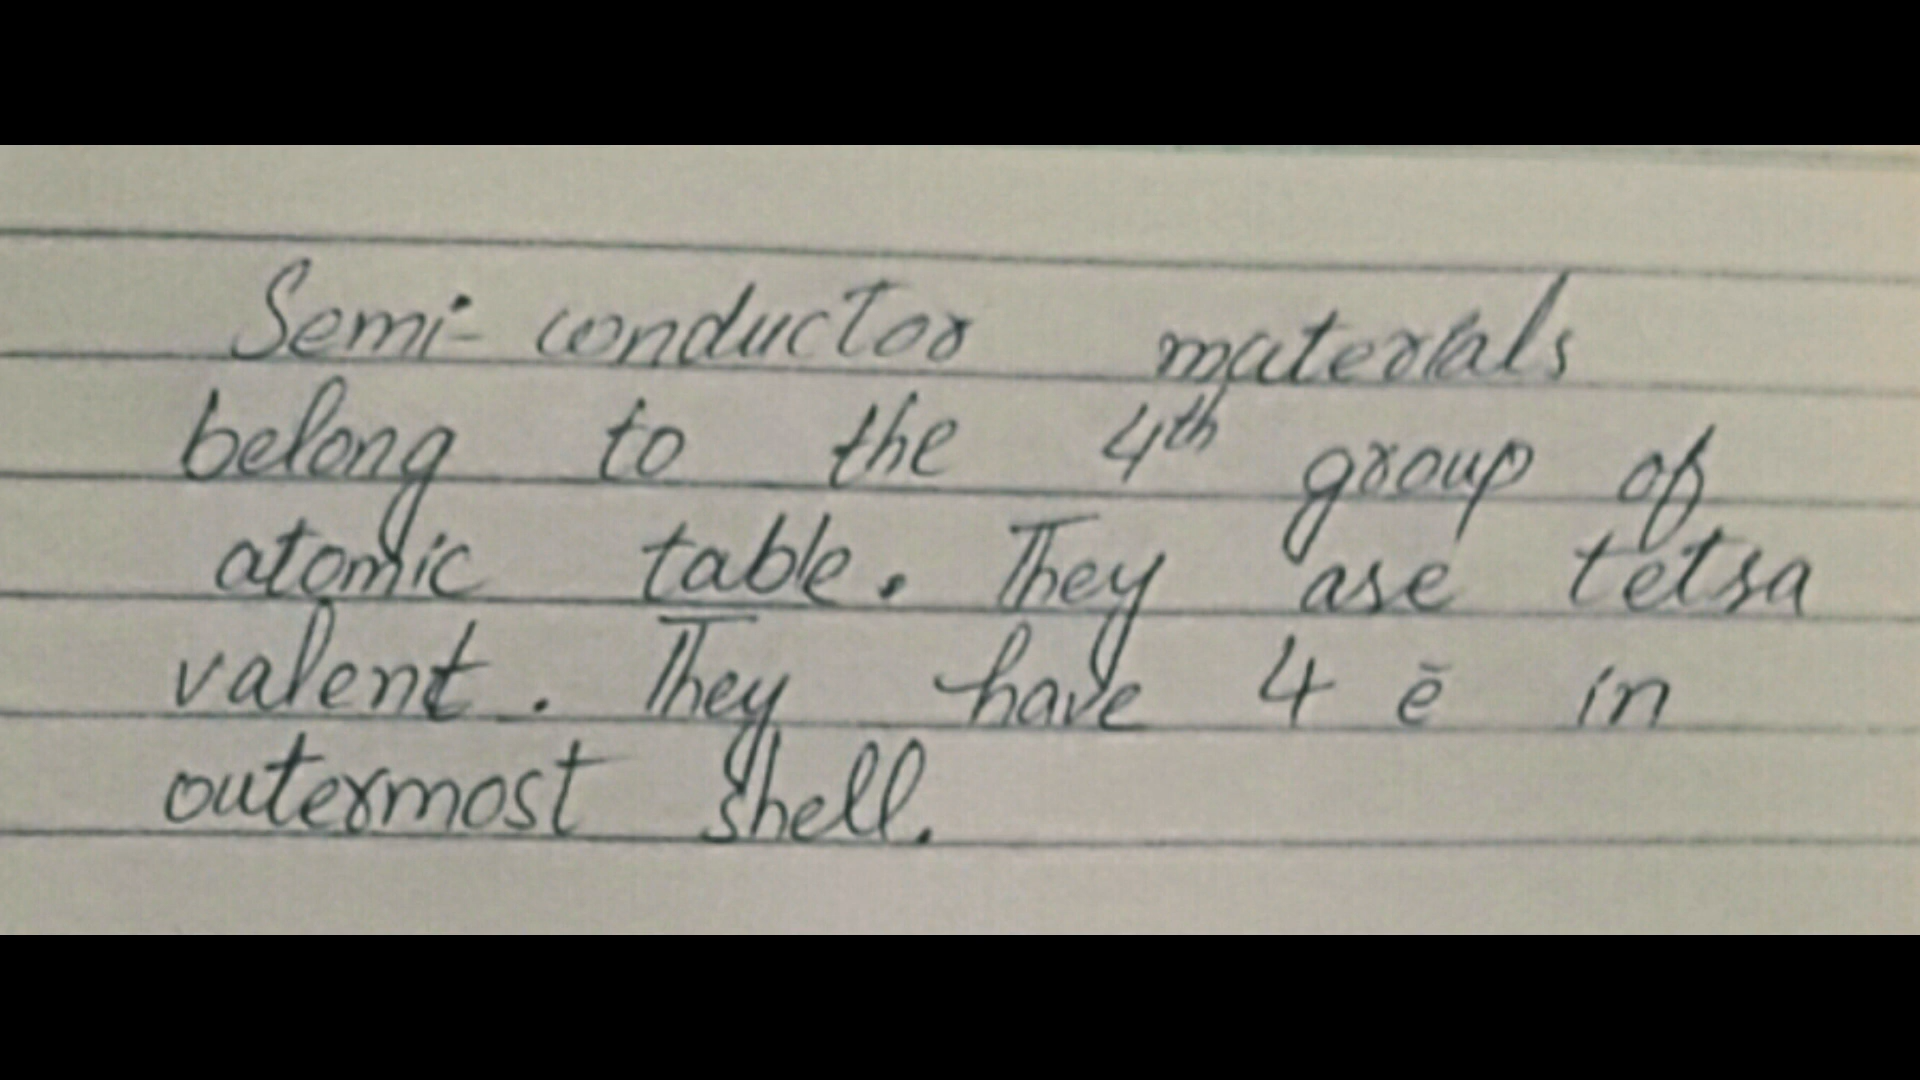 Semi-conductor materials
belong to the 4th group of
atomic table. They are tetra
valent. They have 4 ē in
outermost shell.